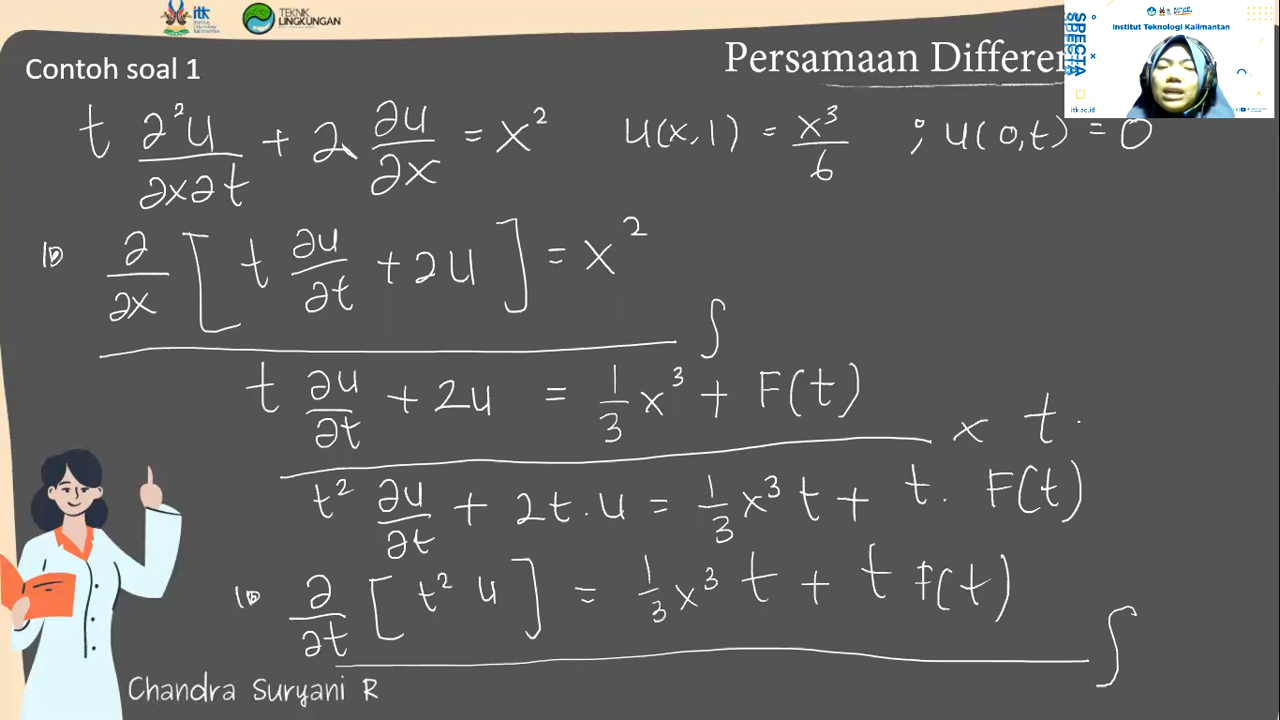 itk
TEKNIK
LINGKUNGAN
Institut Teknologi Kalimantan
SPECTA
itk.ac.id
Persamaan Differen
Contoh soal 1
t ∂²u/∂x∂t + 2 ∂u/∂x = x² u(x,1) = x³/6 ; u(0,t) = 0
∂/∂x [t ∂u/∂t + 2u] = x²
∫
t ∂u/∂t + 2u = 1/3 x³ + F(t)
× t.
t² ∂u/∂t + 2t.u = 1/3 x³ t + t. F(t)
∂/∂t [t² u] = 1/3 x³ t + t F(t)
∫
Chandra Suryani R